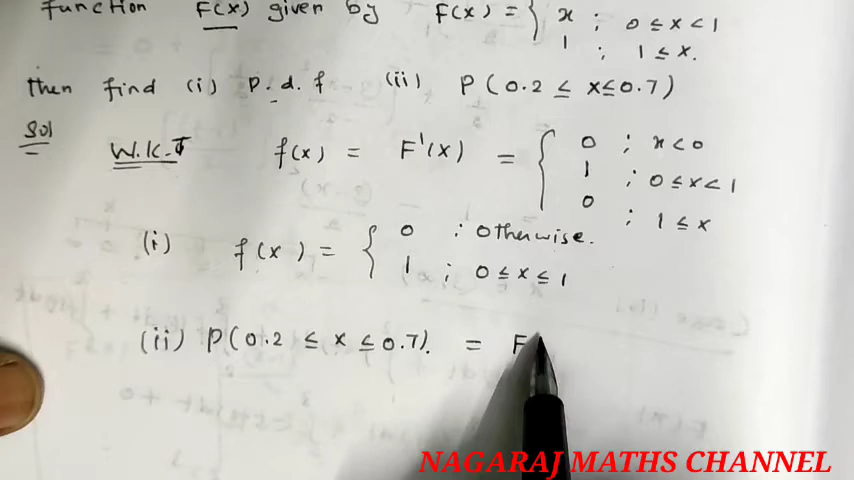 function F(x) given by F(x) = { x ; 0 ≤ x < 1
1 ; 1 ≤ x.
then find (i) P.d.f (ii) P(0.2 ≤ x ≤ 0.7)
Sol
W.K.T f(x) = F'(x) = { 0 ; x < 0
1 ; 0 ≤ x < 1
0 ; 1 ≤ x
(i) f(x) = { 0 : otherwise.
1 ; 0 ≤ x ≤ 1
(ii) P(0.2 ≤ x ≤ 0.7). = F
NAGARAJ MATHS CHANNEL